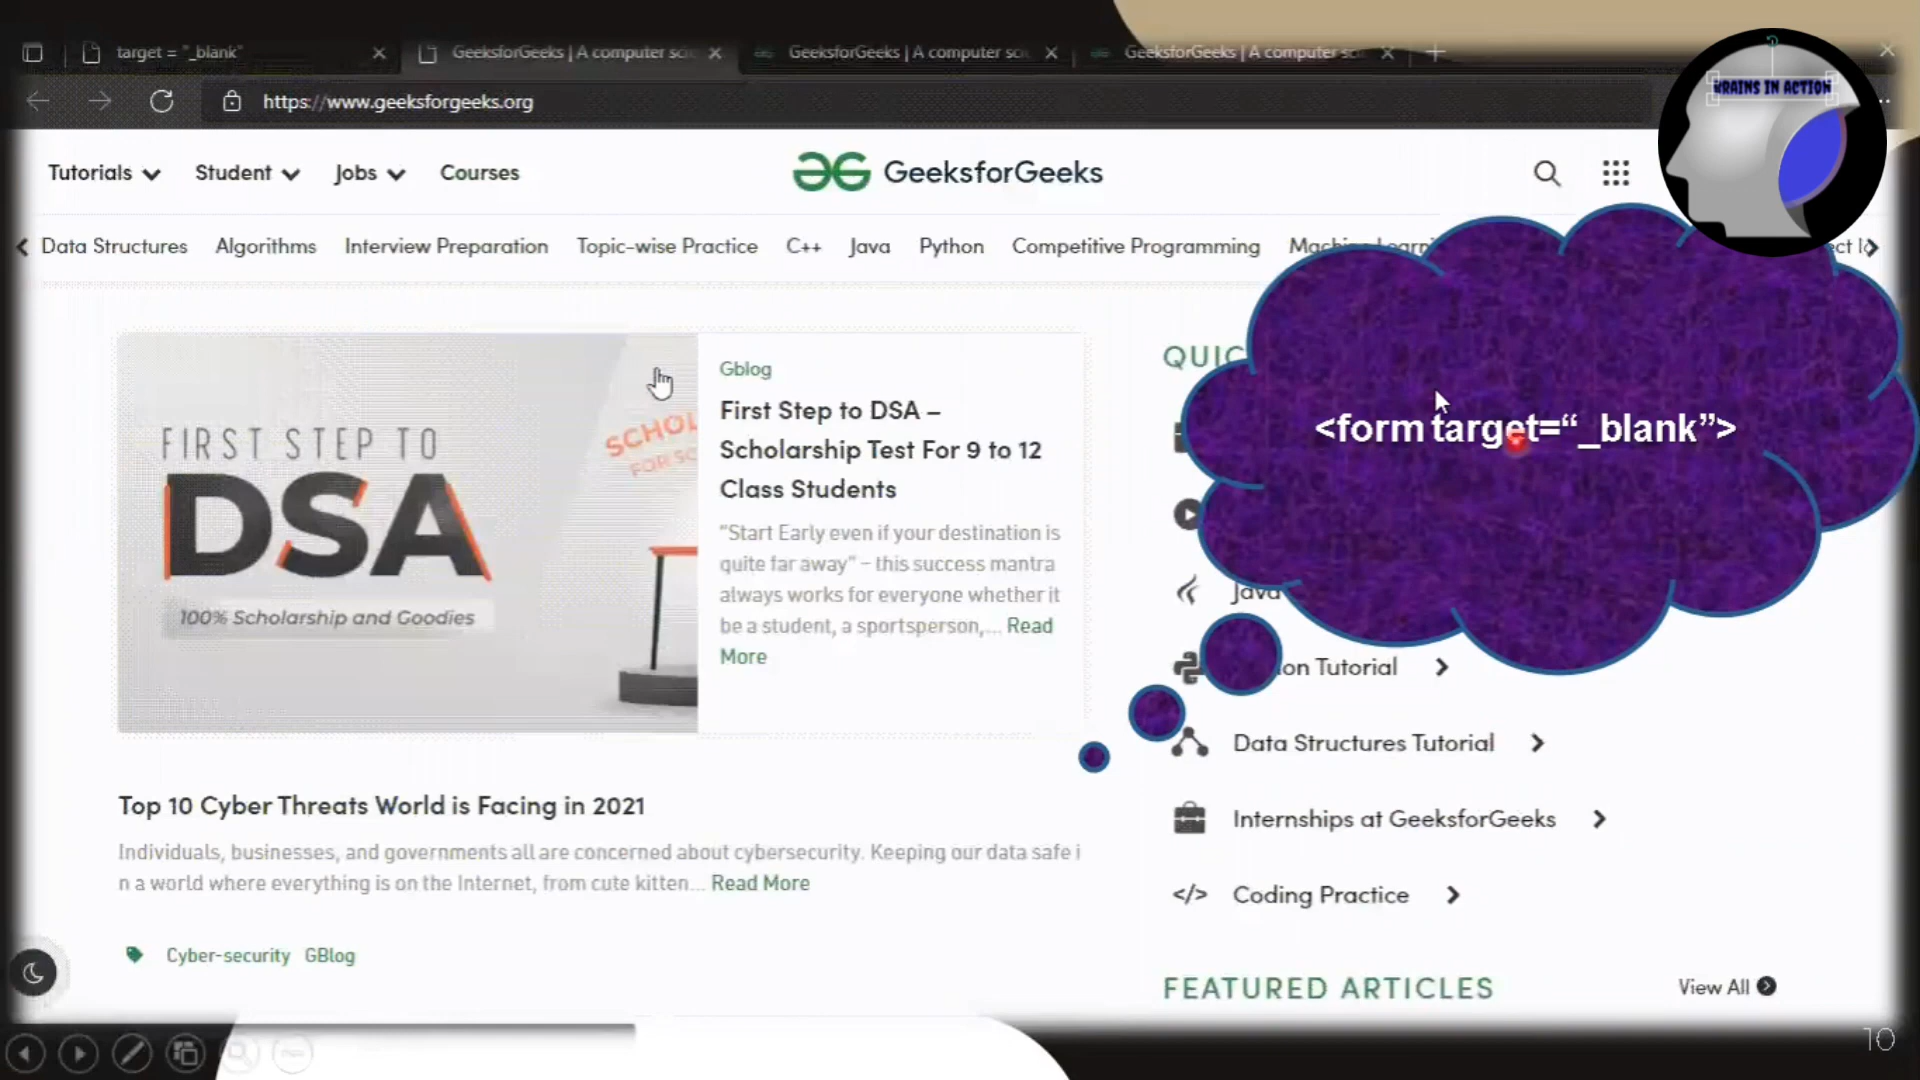 target = "_blank"
GeeksforGeeks | A computer sci
GeeksforGeeks | A computer sci
GeeksforGeeks | A computer sc
https://www.geeksforgeeks.org
BRAINS IN ACTION
Tutorials
Student
Jobs
Courses
GeeksforGeeks
Data Structures
Algorithms
Interview Preparation
Topic-wise Practice
C++
Java
Python
Competitive Programming
QUIC
<form target=“_blank”>
FIRST STEP TO
DSA
100% Scholarship and Goodies
SCHOL
FOR SC
Gblog
First Step to DSA –
Scholarship Test For 9 to 12
Class Students
"Start Early even if your destination is
quite far away" – this success mantra
always works for everyone whether it
be a student, a sportsperson,... Read
More
Java
on Tutorial
Data Structures Tutorial
Internships at GeeksforGeeks
</> Coding Practice
Top 10 Cyber Threats World is Facing in 2021
Individuals, businesses, and governments all are concerned about cybersecurity. Keeping our data safe i
n a world where everything is on the Internet, from cute kitten... Read More
Cyber-security GBlog
FEATURED ARTICLES
View All
10